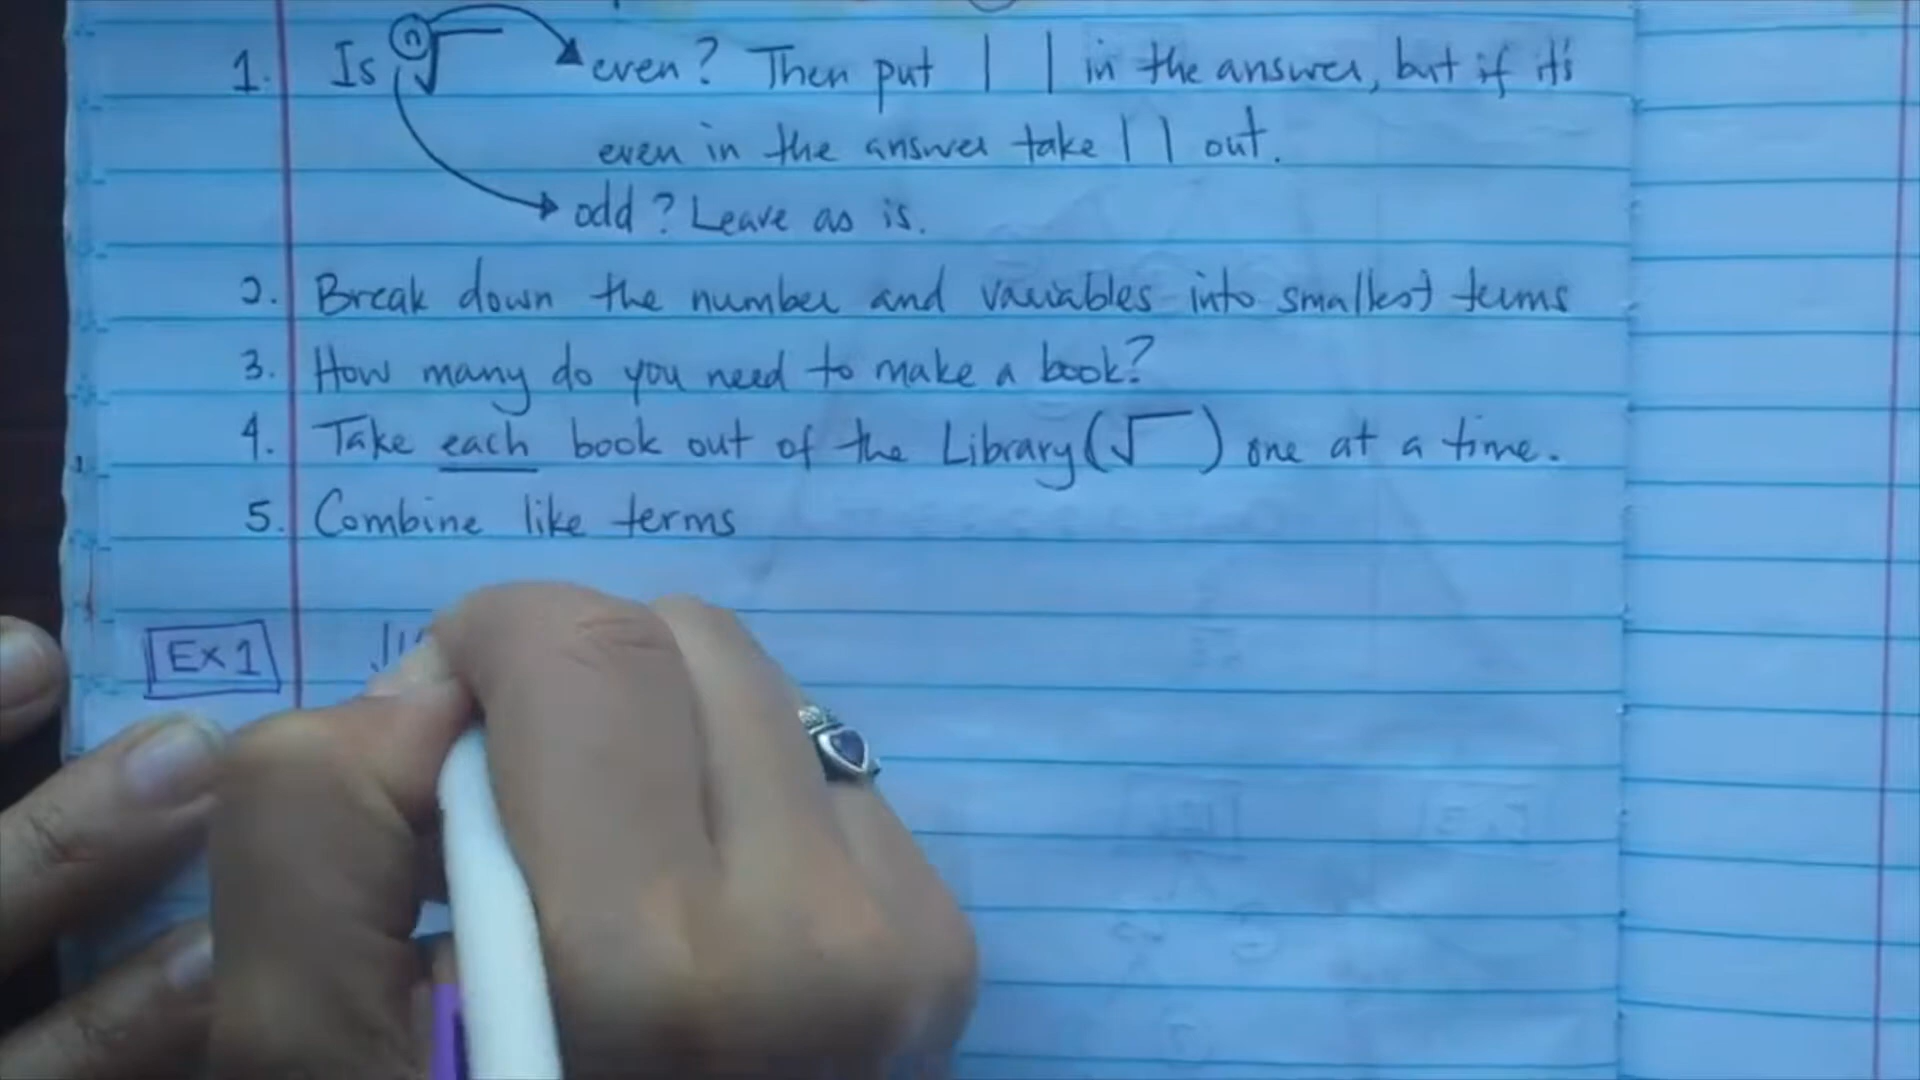 1. Is ⁿ√ even? Then put | | in the answer, but if it's
even in the answer take | | out.
odd? Leave as is.
2. Break down the number and variables into smallest terms
3. How many do you need to make a book?
4. Take each book out of the Library (√ ) one at a time.
5. Combine like terms
Ex 1